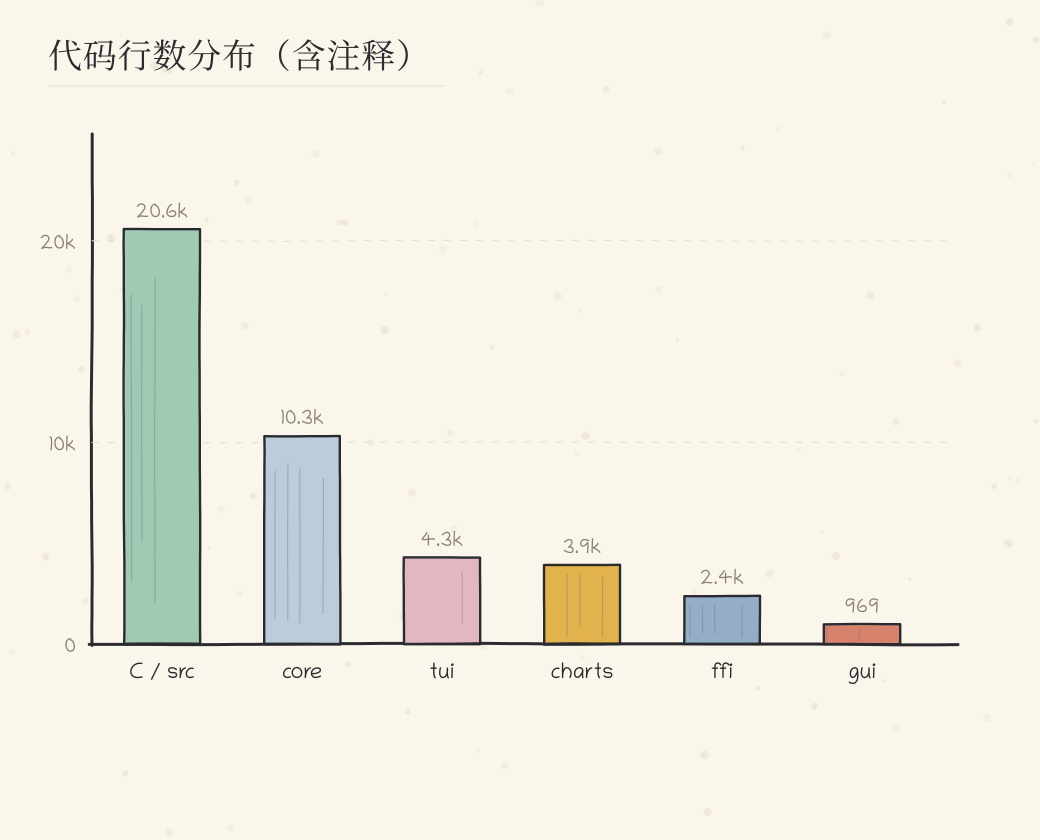 代码行数分布（含注释）
20.6k
20k
10.3k
10k
4.3k
3.9k
2.4k
969
0
C / src
core
tui
charts
ffi
gui